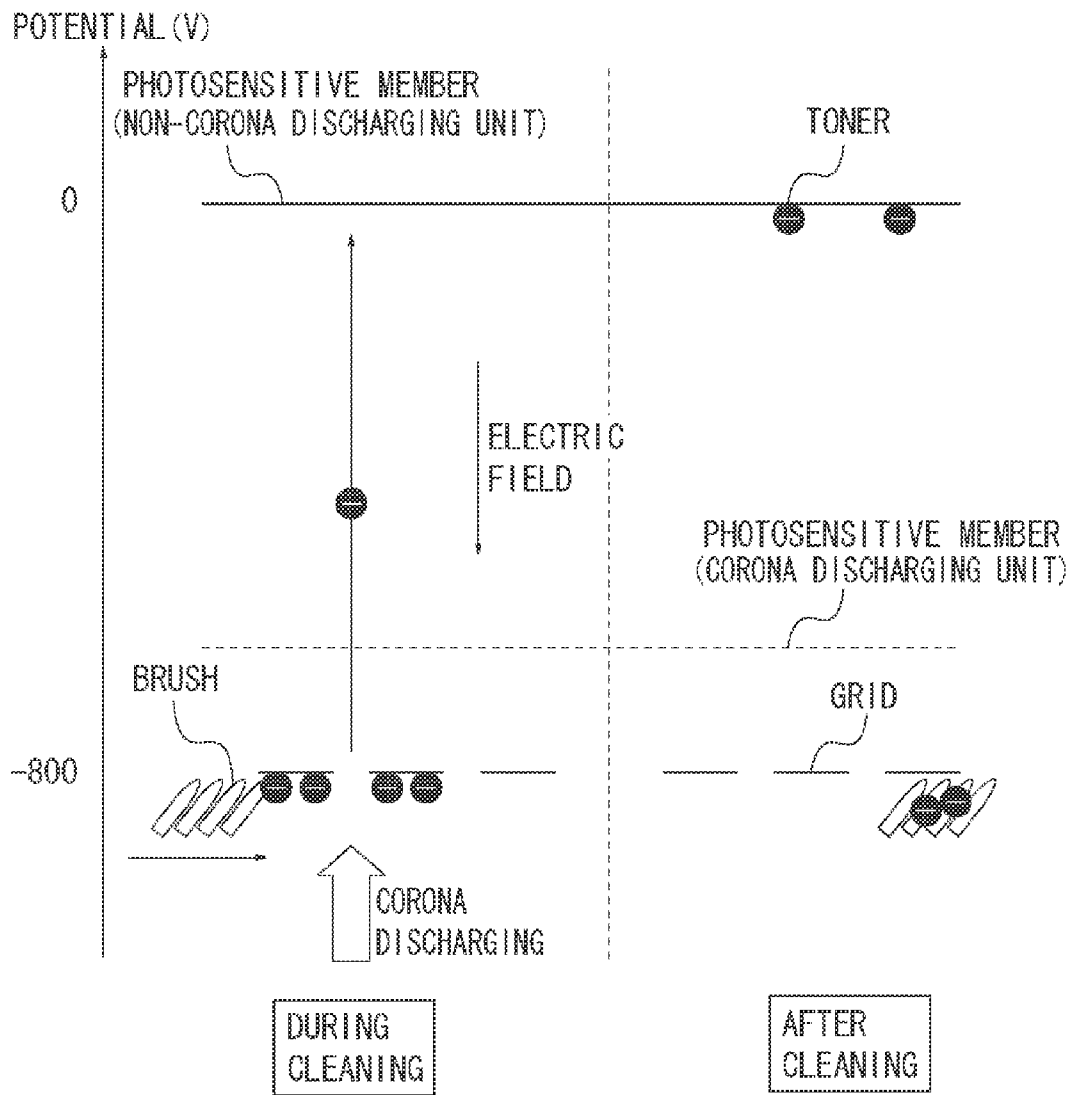 POTENTIAL (V)
PHOTOSENSITIVE MEMBER
(NON-CORONA DISCHARGING UNIT)
TONER
0
ELECTRIC
FIELD
PHOTOSENSITIVE MEMBER
(CORONA DISCHARGING UNIT)
BRUSH
GRID
-800
CORONA
DISCHARGING
DURING
CLEANING
AFTER
CLEANING